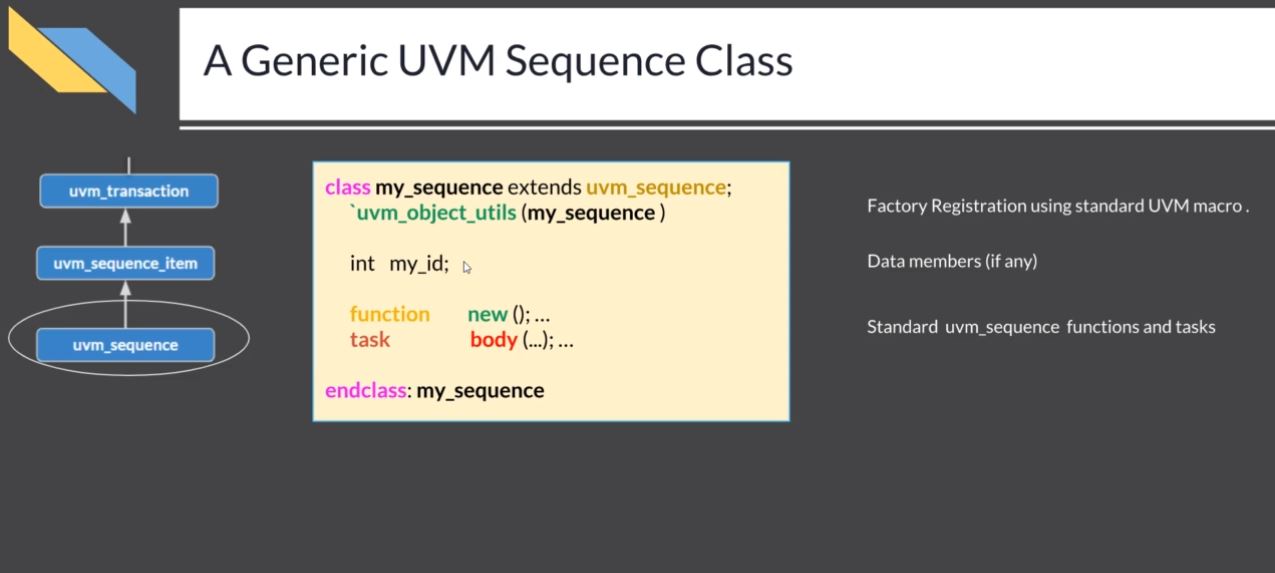 A Generic UVM Sequence Class
uvm_transaction
uvm_sequence_item
uvm_sequence
class my_sequence extends uvm_sequence;
`uvm_object_utils (my_sequence )
int my_id;
function new (); ...
task body (...); ...
endclass: my_sequence
Factory Registration using standard UVM macro .
Data members (if any)
Standard uvm_sequence functions and tasks